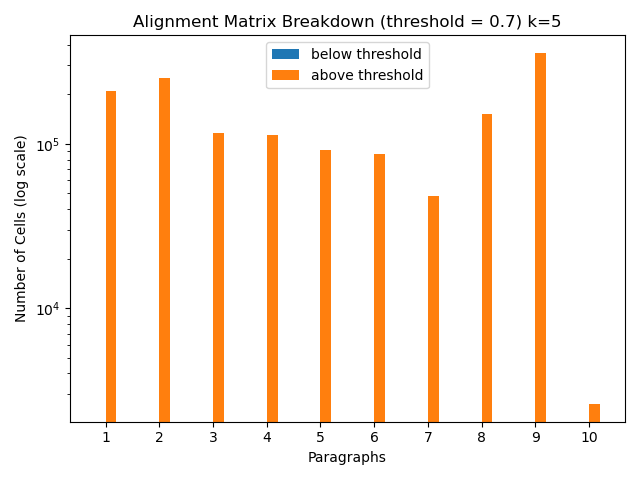 Alignment Matrix Breakdown (threshold = 0.7) k=5
below threshold
above threshold
Number of Cells (log scale)
10^5
10^4
1 2 3 4 5 6 7 8 9 10
Paragraphs